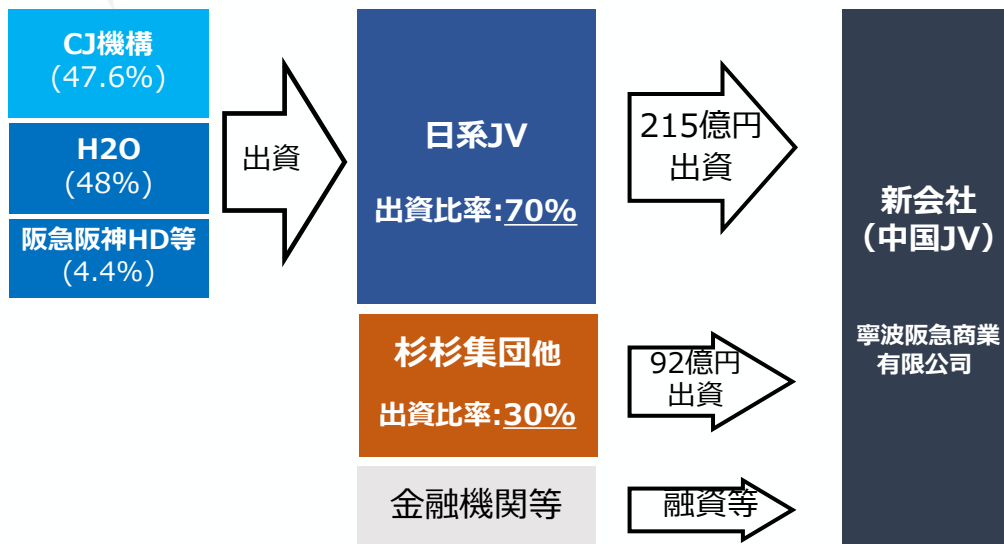 CJ機構
(47.6%)
H2O
(48%)
阪急阪神HD等
(4.4%)
出資
日系JV
出資比率:70%
215億円
出資
杉杉集団他
出資比率:30%
92億円
出資
金融機関等
融資等
新会社
（中国JV）
寧波阪急商業
有限公司